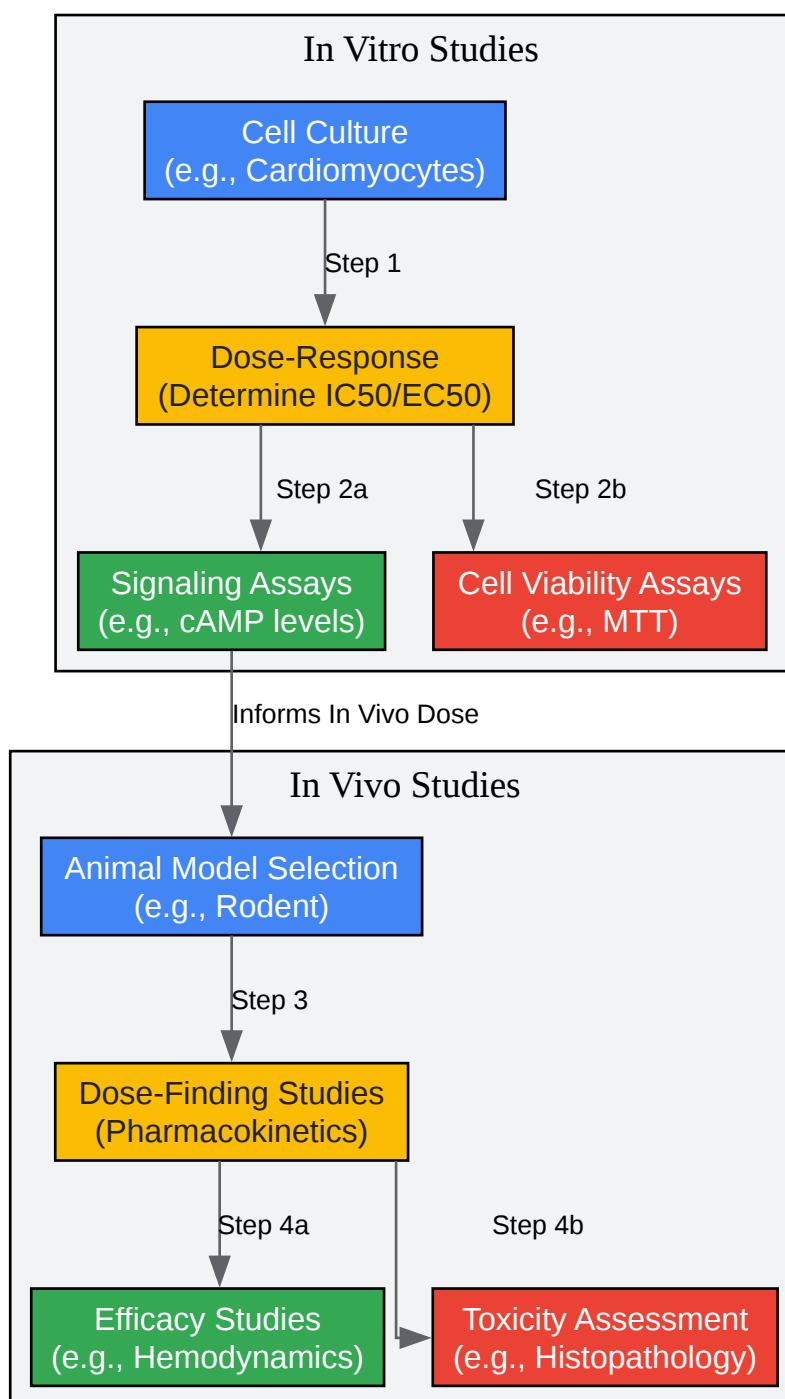 In Vitro Studies
Cell Culture
(e.g., Cardiomyocytes)
Step 1
Dose-Response
(Determine IC50/EC50)
Step 2a
Step 2b
Signaling Assays
(e.g., cAMP levels)
Cell Viability Assays
(e.g., MTT)
Informs In Vivo Dose
In Vivo Studies
Animal Model Selection
(e.g., Rodent)
Step 3
Dose-Finding Studies
(Pharmacokinetics)
Step 4a
Step 4b
Efficacy Studies
(e.g., Hemodynamics)
Toxicity Assessment
(e.g., Histopathology)